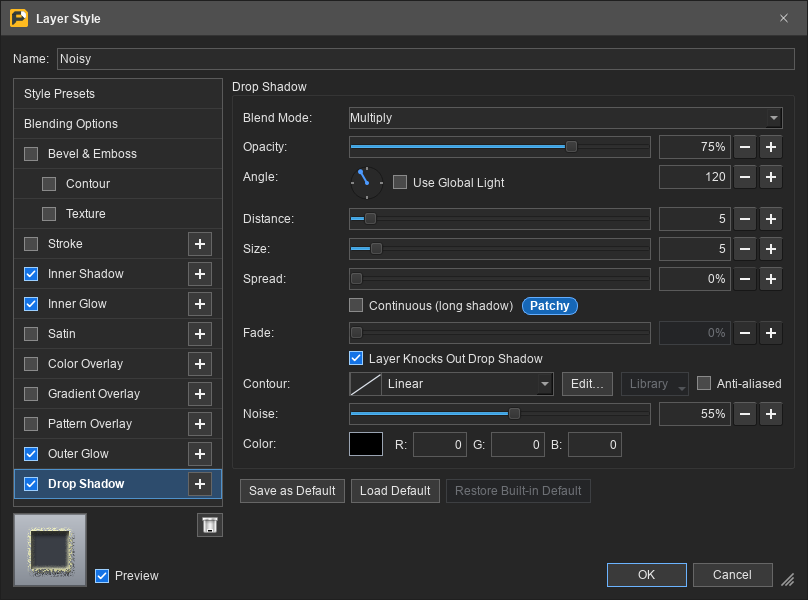 Layer Style
Name: Noisy
Style Presets
Blending Options
Bevel & Emboss
Contour
Texture
Stroke
Inner Shadow
Inner Glow
Satin
Color Overlay
Gradient Overlay
Pattern Overlay
Outer Glow
Drop Shadow
Preview
Drop Shadow
Blend Mode: Multiply
Opacity: 75%
Angle: Use Global Light 120
Distance: 5
Size: 5
Spread: 0%
Continuous (long shadow) Patchy
Fade: 0%
Layer Knocks Out Drop Shadow
Contour: Linear Edit... Library Anti-aliased
Noise: 55%
Color: R: 0 G: 0 B: 0
Save as Default Load Default Restore Built-in Default
OK Cancel